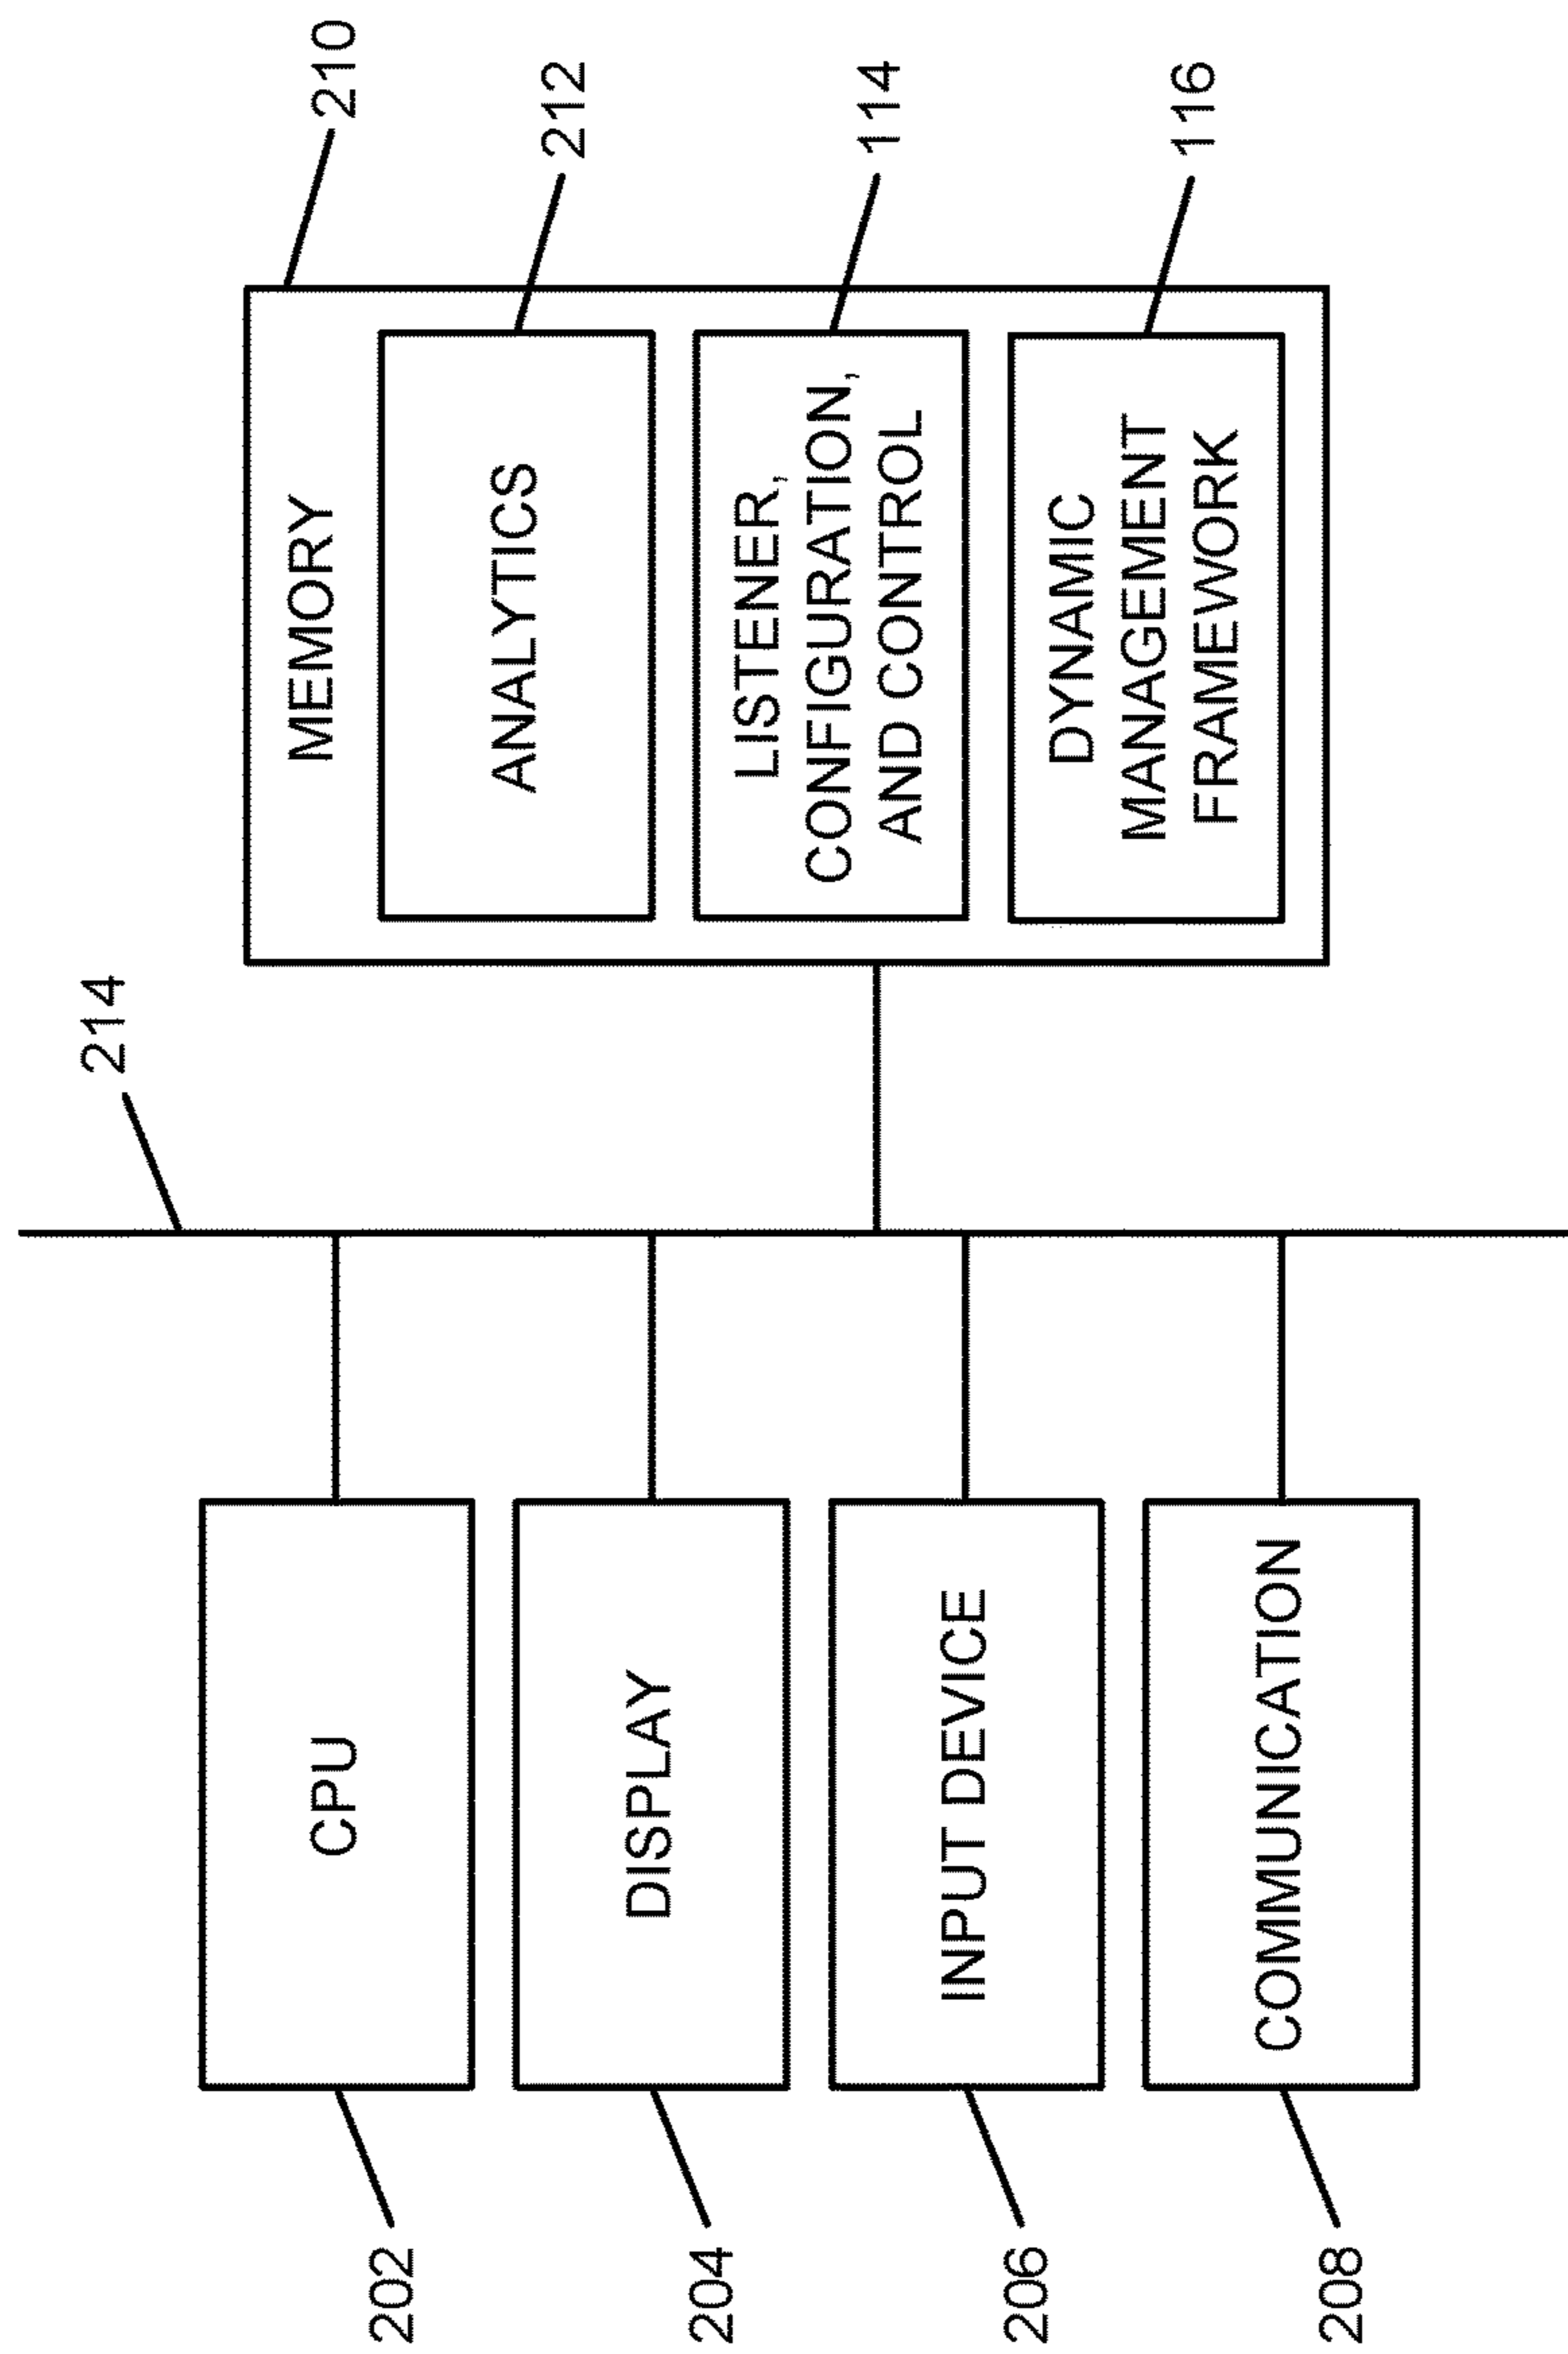 214
202
CPU
204
DISPLAY
206
INPUT DEVICE
208
COMMUNICATION
MEMORY
210
ANALYTICS
212
LISTENER,
CONFIGURATION,
AND CONTROL
114
DYNAMIC
MANAGEMENT
FRAMEWORK
116